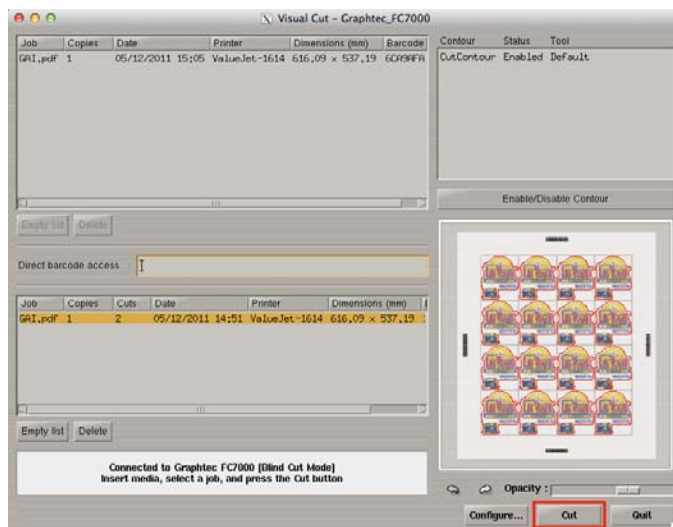 Visual Cut - Graphtec_FC7000
Job Copies Date Printer Dimensions (mm) Barcode
GAI.pdf 1 05/12/2011 15:05 ValueJet-1614 616.09 x 537.19 6CA9AFA
Contour Status Tool
CutContour Enabled Default
Enable/Disable Contour
Empty list Delete
Direct barcode access :
Job Copies Cuts Date Printer Dimensions (mm)
GAI.pdf 1 2 05/12/2011 14:51 ValueJet-1614 616.09 x 537.19
Empty list Delete
Connected to Graphtec FC7000 [Blind Cut Mode]
Insert media, select a job, and press the Cut button
Opacity :
Configure... Cut Quit